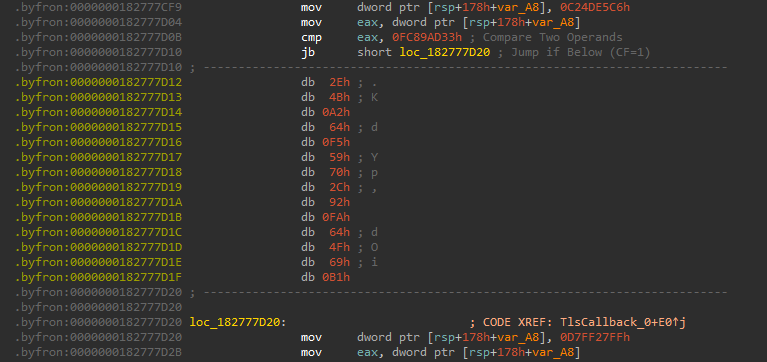 .byfron:0000000182777CF9 mov dword ptr [rsp+178h+var_A8], 0C24DE5C6h
.byfron:0000000182777D04 mov eax, dword ptr [rsp+178h+var_A8]
.byfron:0000000182777D0B cmp eax, 0FC89AD33h ; Compare Two Operands
.byfron:0000000182777D10 jb short loc_182777D20 ; Jump if Below (CF=1)
.byfron:0000000182777D10 ; ---------------------------------------------------------------------------
.byfron:0000000182777D12 db 2Eh ; .
.byfron:0000000182777D13 db 4Bh ; K
.byfron:0000000182777D14 db 0A2h
.byfron:0000000182777D15 db 64h ; d
.byfron:0000000182777D16 db 0F5h
.byfron:0000000182777D17 db 59h ; Y
.byfron:0000000182777D18 db 70h ; p
.byfron:0000000182777D19 db 2Ch ; ,
.byfron:0000000182777D1A db 92h
.byfron:0000000182777D1B db 0FAh
.byfron:0000000182777D1C db 64h ; d
.byfron:0000000182777D1D db 4Fh ; O
.byfron:0000000182777D1E db 69h ; i
.byfron:0000000182777D1F db 0B1h
.byfron:0000000182777D20 ; ---------------------------------------------------------------------------
.byfron:0000000182777D20
.byfron:0000000182777D20 loc_182777D20: ; CODE XREF: TlsCallback_0+E0↑j
.byfron:0000000182777D20 mov dword ptr [rsp+178h+var_A8], 0D7FF27FFh
.byfron:0000000182777D2B mov eax, dword ptr [rsp+178h+var_A8]